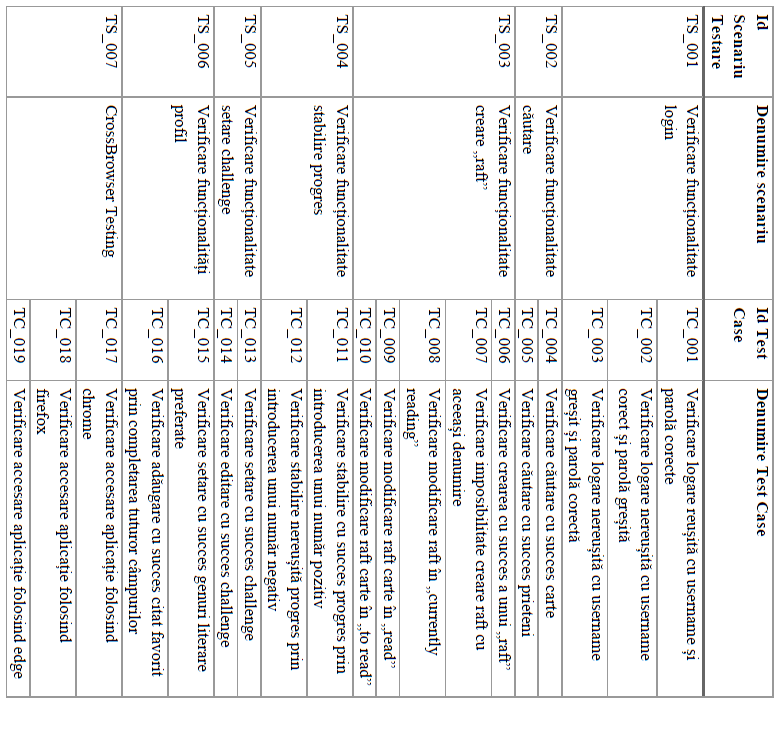 Id
Scenariu
Testare
Denumire scenariu
Id Test
Case
Denumire Test Case
TS_001
Verificare funcționalitate
login
TC_001
Verificare logare reușită cu username și
parola corecte
TC_002
Verificare logare nereușită cu username
corect și parolă greșită
TC_003
Verificare logare nereușită cu username
greșit și parolă corectă
TS_002
Verificare funcționalitate
căutare
TC_004
Verificare căutare cu succes carte
TC_005
Verificare căutare cu succes prieteni
TS_003
Verificare funcționalitate
creare „raft”
TC_006
Verificare crearea cu succes a unui „raft”
TC_007
Verificare imposibilitate creare raft cu
aceeași denumire
TC_008
Verificare modificare raft în „currently
reading”
TC_009
Verificare modificare raft carte în „read”
TC_010
Verificare modificare raft carte în „to read”
TS_004
Verificare funcționalitate
stabilire progres
TC_011
Verificare stabilire cu succes progres prin
introducerea unui număr pozitiv
TC_012
Verificare stabilire nereușită progres prin
introducerea unui număr negativ
TS_005
Verificare funcționalitate
setare challenge
TC_013
Verificare setare cu succes challenge
TC_014
Verificare editare cu succes challenge
TS_006
Verificare funcționalități
profil
TC_015
Verificare setare cu succes genuri literare
preferate
TC_016
Verificare adăugare cu succes citat favorit
prin completarea tuturor câmpurilor
TS_007
CrossBrowser Testing
TC_017
Verificare accesare aplicație folosind
chrome
TC_018
Verificare accesare aplicație folosind
firefox
TC_019
Verificare accesare aplicație folosind edge